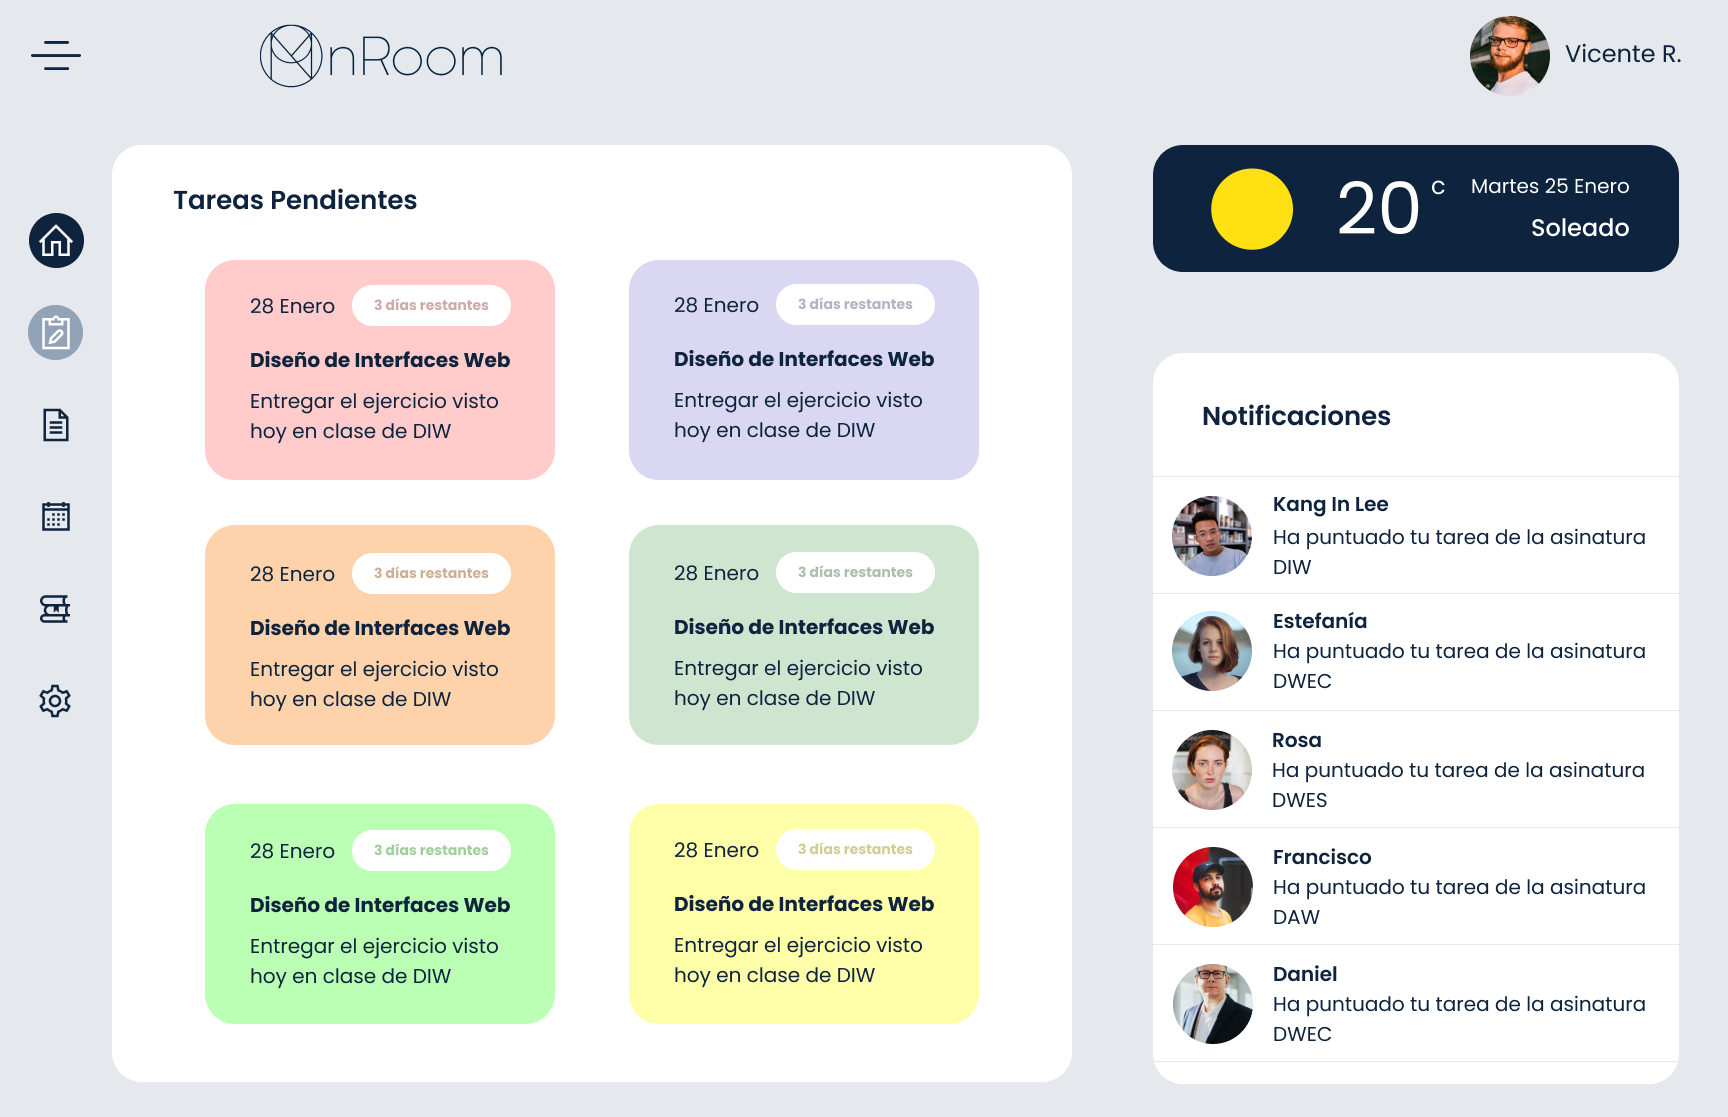 OnRoom
Vicente R.
Tareas Pendientes
28 Enero
3 días restantes
Diseño de Interfaces Web
Entregar el ejercicio visto
hoy en clase de DIW
28 Enero
3 días restantes
Diseño de Interfaces Web
Entregar el ejercicio visto
hoy en clase de DIW
28 Enero
3 días restantes
Diseño de Interfaces Web
Entregar el ejercicio visto
hoy en clase de DIW
28 Enero
3 días restantes
Diseño de Interfaces Web
Entregar el ejercicio visto
hoy en clase de DIW
28 Enero
3 días restantes
Diseño de Interfaces Web
Entregar el ejercicio visto
hoy en clase de DIW
28 Enero
3 días restantes
Diseño de Interfaces Web
Entregar el ejercicio visto
hoy en clase de DIW
20 C
Martes 25 Enero
Soleado
Notificaciones
Kang In Lee
Ha puntuado tu tarea de la asinatura
DIW
Estefanía
Ha puntuado tu tarea de la asinatura
DWEC
Rosa
Ha puntuado tu tarea de la asinatura
DWES
Francisco
Ha puntuado tu tarea de la asinatura
DAW
Daniel
Ha puntuado tu tarea de la asinatura
DWEC